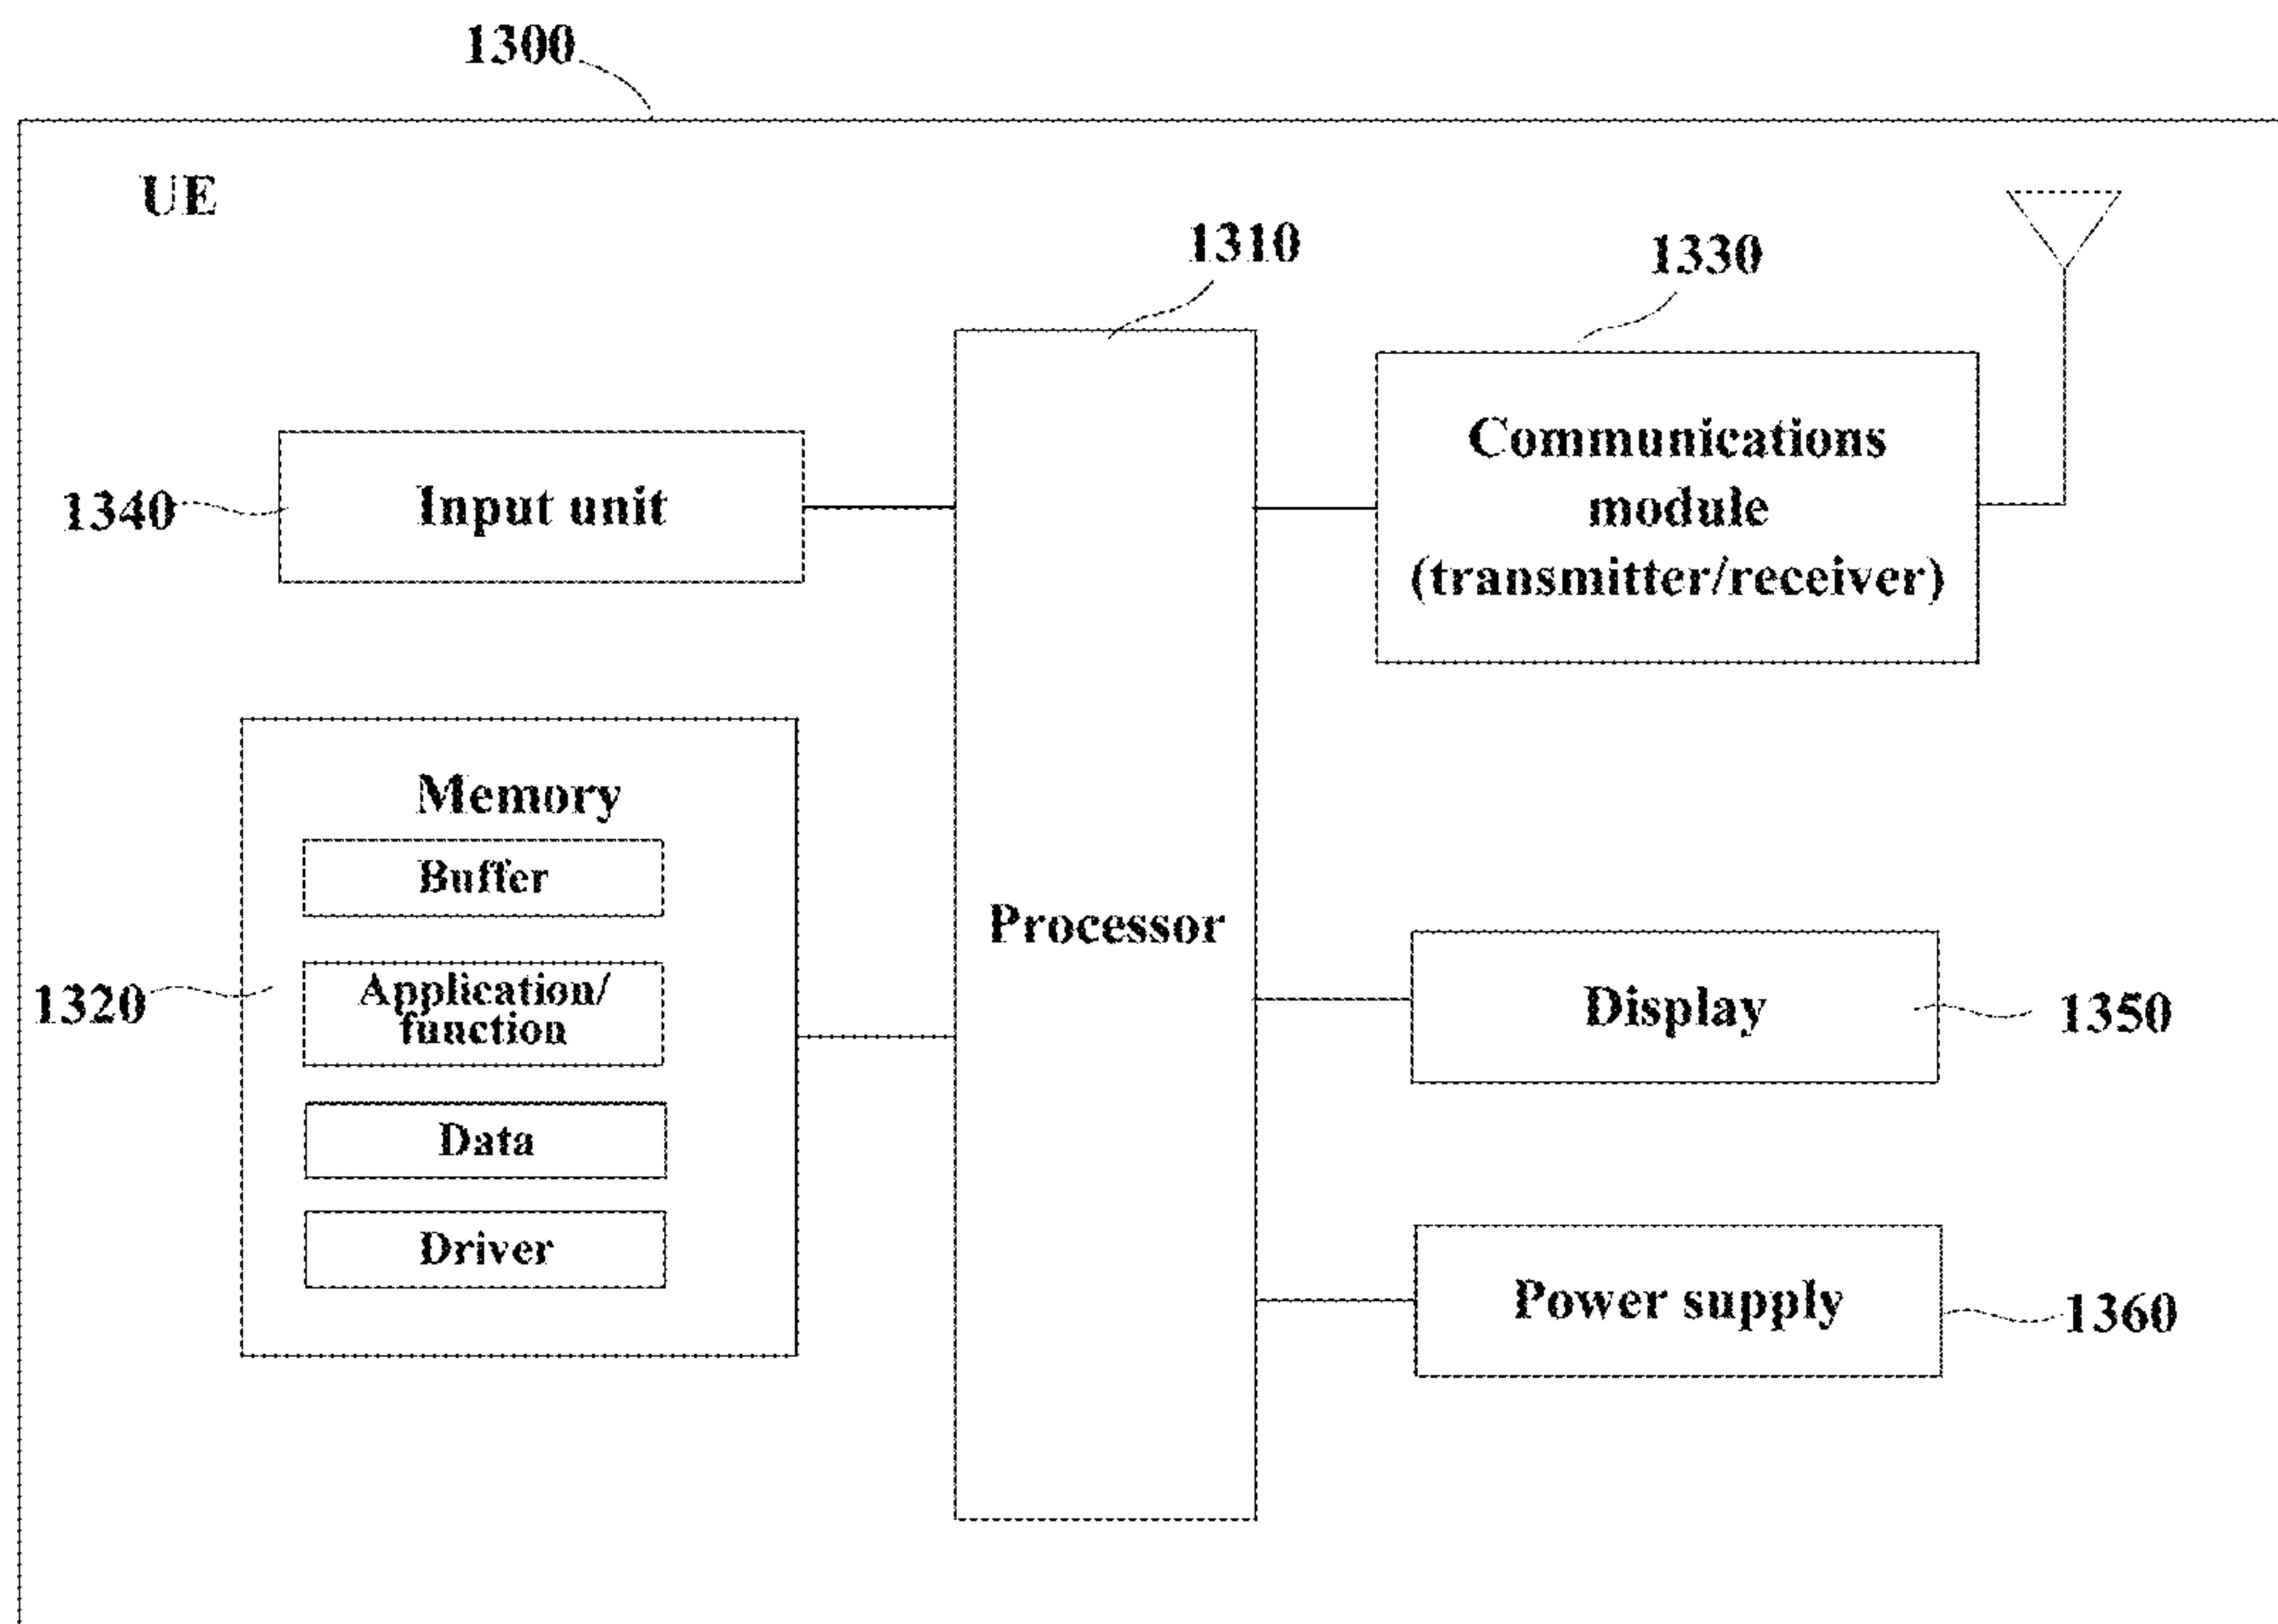 1300
UE
1310
1330
Communications
module
(transmitter/receiver)
1340
Input unit
Memory
Buffer
Application/
function
Data
Driver
1320
Processor
Display
1350
Power supply
1360